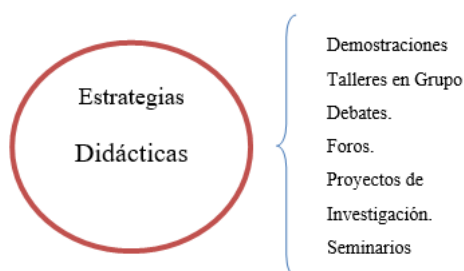 Estrategias
Didácticas
Demostraciones
Talleres en Grupo
Debates.
Foros.
Proyectos de
Investigación.
Seminarios